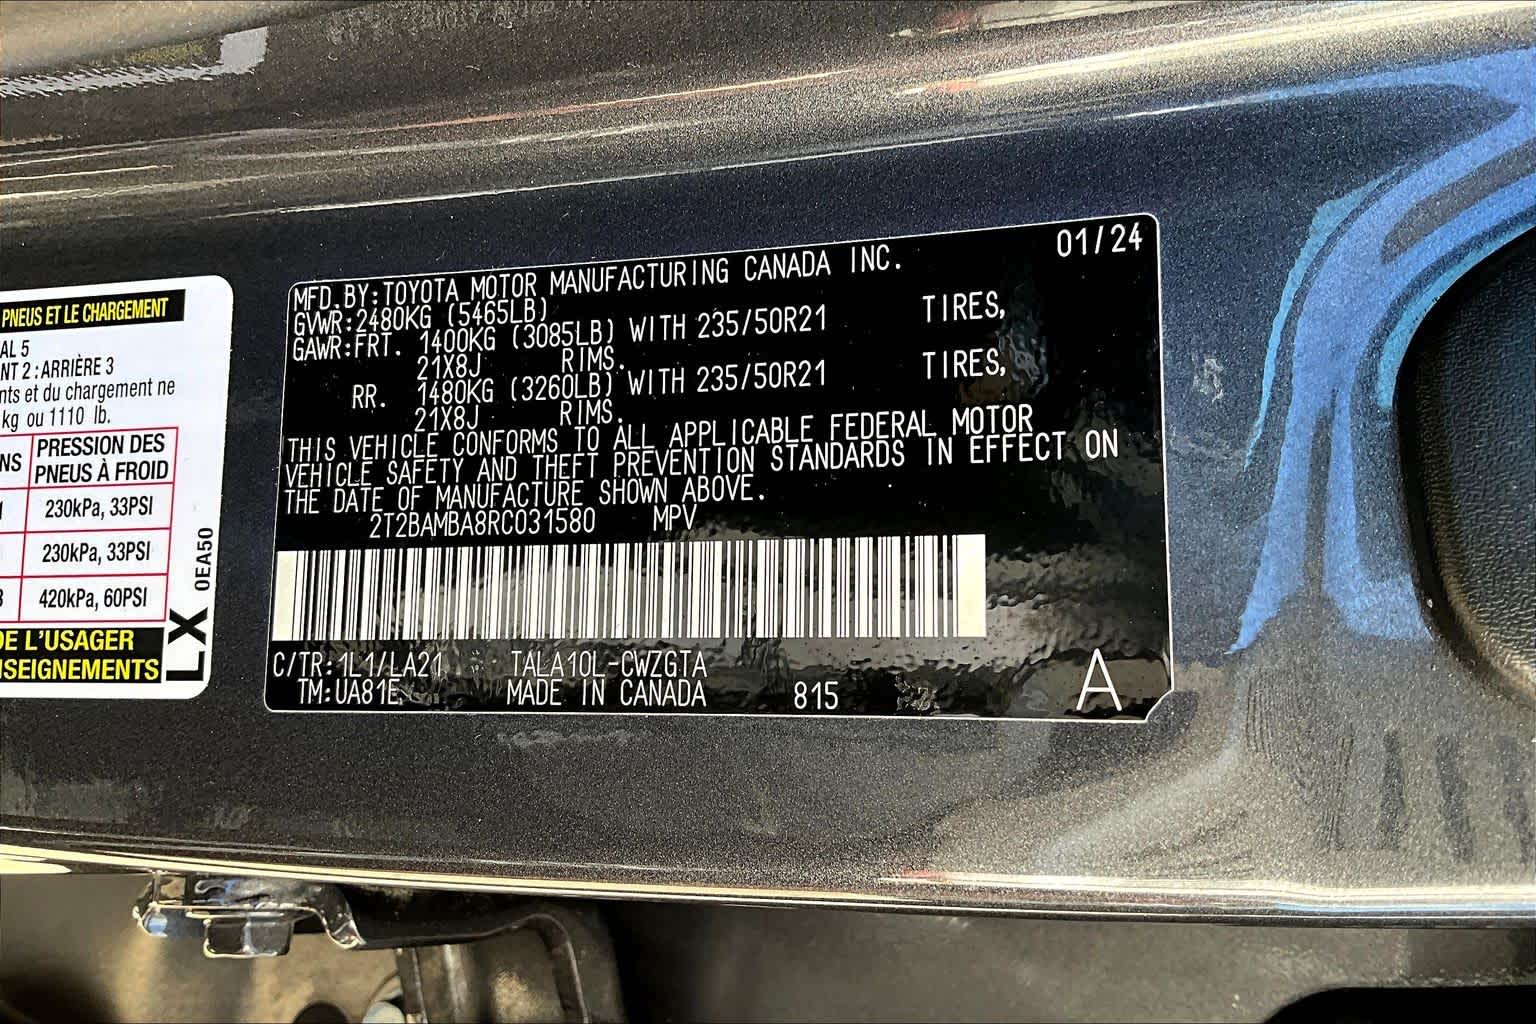 PNEUS ET LE CHARGEMENT
AL 5
NT 2 : ARRIÈRE 3
nts et du chargement ne
kg ou 1110 lb.
NS PRESSION DES
PNEUS À FROID
1 230kPa, 33PSI
230kPa, 33PSI
3 420kPa, 60PSI
DE L'USAGER
NSEIGNEMENTS
LX 0EA50
01/24
MFD.BY:TOYOTA MOTOR MANUFACTURING CANADA INC.
GVWR:2480KG (5465LB)
GAWR:FRT. 1400KG (3085LB) WITH 235/50R21 TIRES,
21X8J RIMS.
RR. 1480KG (3260LB) WITH 235/50R21 TIRES,
21X8J RIMS.
THIS VEHICLE CONFORMS TO ALL APPLICABLE FEDERAL MOTOR
VEHICLE SAFETY AND THEFT PREVENTION STANDARDS IN EFFECT ON
THE DATE OF MANUFACTURE SHOWN ABOVE.
2T2BAMBA8RC031580 MPV
C/TR:1L1/LA21 TALA10L-CWZGTA
TM:UA81E MADE IN CANADA 815 A